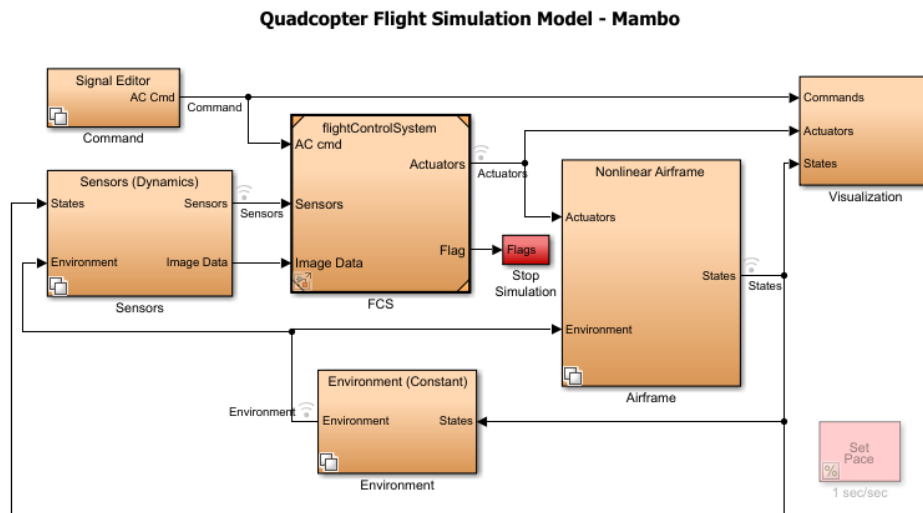 Quadcopter Flight Simulation Model - Mambo
Signal Editor
AC Cmd
Command
Command
flightControlSystem
AC cmd
Actuators
Sensors
Flag
Image Data
FCS
Actuators
Commands
Actuators
States
Visualization
Sensors (Dynamics)
States
Sensors
Environment
Image Data
Sensors
Sensors
Flags
Stop
Simulation
Nonlinear Airframe
Actuators
States
Environment
Airframe
States
Environment (Constant)
Environment
States
Environment
Environment
Set
Pace
%
1 sec/sec